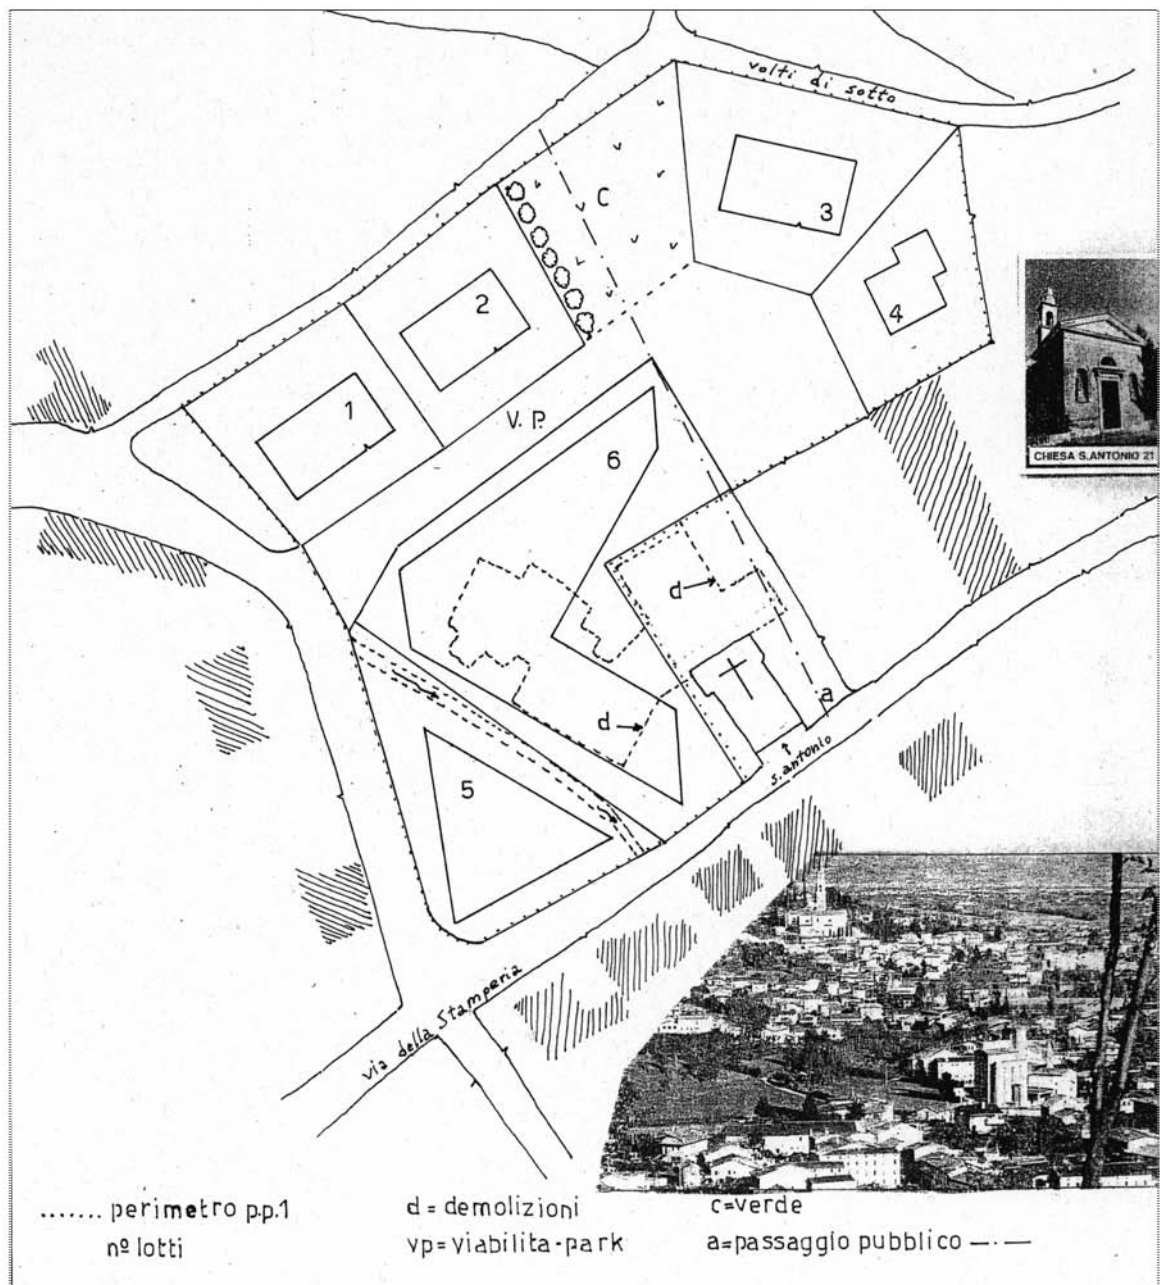 volti di sotto
C
3
4
2
1
V. P.
6
CHIESA S.ANTONIO 21
d
a
d
s. antonio
5
via della Stamperia
....... perimetro p.p.1
nº lotti
d = demolizioni
vp= viabilita-park
c=verde
a=passaggio pubblico —·—·—